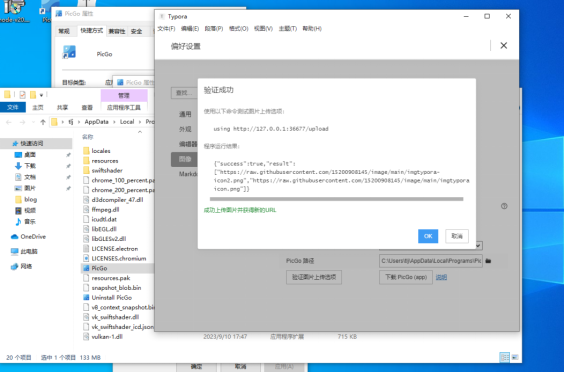 PicGo 属性
常规 快捷方式 兼容性 安全
PicGo
目标类型:
PicGo 属性
管理
文件 主页 共享 查看 应用程序工具
AppData › Local › Pro
名称
快速访问
桌面
下载
文档
图片
blog
视频
音乐
OneDrive
此电脑
网络
locales
resources
swiftshader
chrome_100_percent.pa
chrome_200_percent.pa
d3dcompiler_47.dll
ffmpeg.dll
icudtl.dat
libEGL.dll
libGLESv2.dll
LICENSE.electron
LICENSES.chromium
PicGo
resources.pak
snapshot_blob.bin
Uninstall PicGo
v8_context_snapshot.bin
vk_swiftshader.dll
vk_swiftshader_icd.json
vulkan-1.dll
2023/9/10 17:47 应用程序扩展 715 KB
20 个项目 选中 1 个项目 133 MB
确定 取消 应用(A)
Typora
文件(F) 编辑(E) 段落(P) 格式(O) 视图(V) 主题(T) 帮助(H)
偏好设置
查找...
通用
外观
编辑器
图像
Markd
验证成功
使用以下命令测试图片上传选项:
using http://127.0.0.1:36677/upload
程序运行结果:
{"success":true,"result":
["https://raw.githubusercontent.com/15200908145/image/main/imgtypora-
icon2.png","https://raw.githubusercontent.com/15200908145/image/main/imgtypora
icon.png"]}
成功上传图片并获得新的URL
OK 取消
PicGo 路径 C:\Users\ltj\AppData\Local\Programs\Pic
验证图片上传选项 下载 PicGo (app) 说明